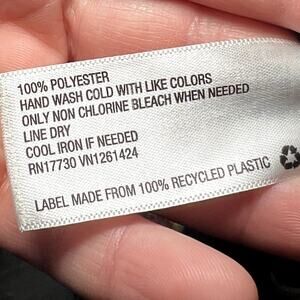 100% POLYESTER
HAND WASH COLD WITH LIKE COLORS
ONLY NON CHLORINE BLEACH WHEN NEEDED
LINE DRY
COOL IRON IF NEEDED
RN17730 VN1261424
LABEL MADE FROM 100% RECYCLED PLASTIC